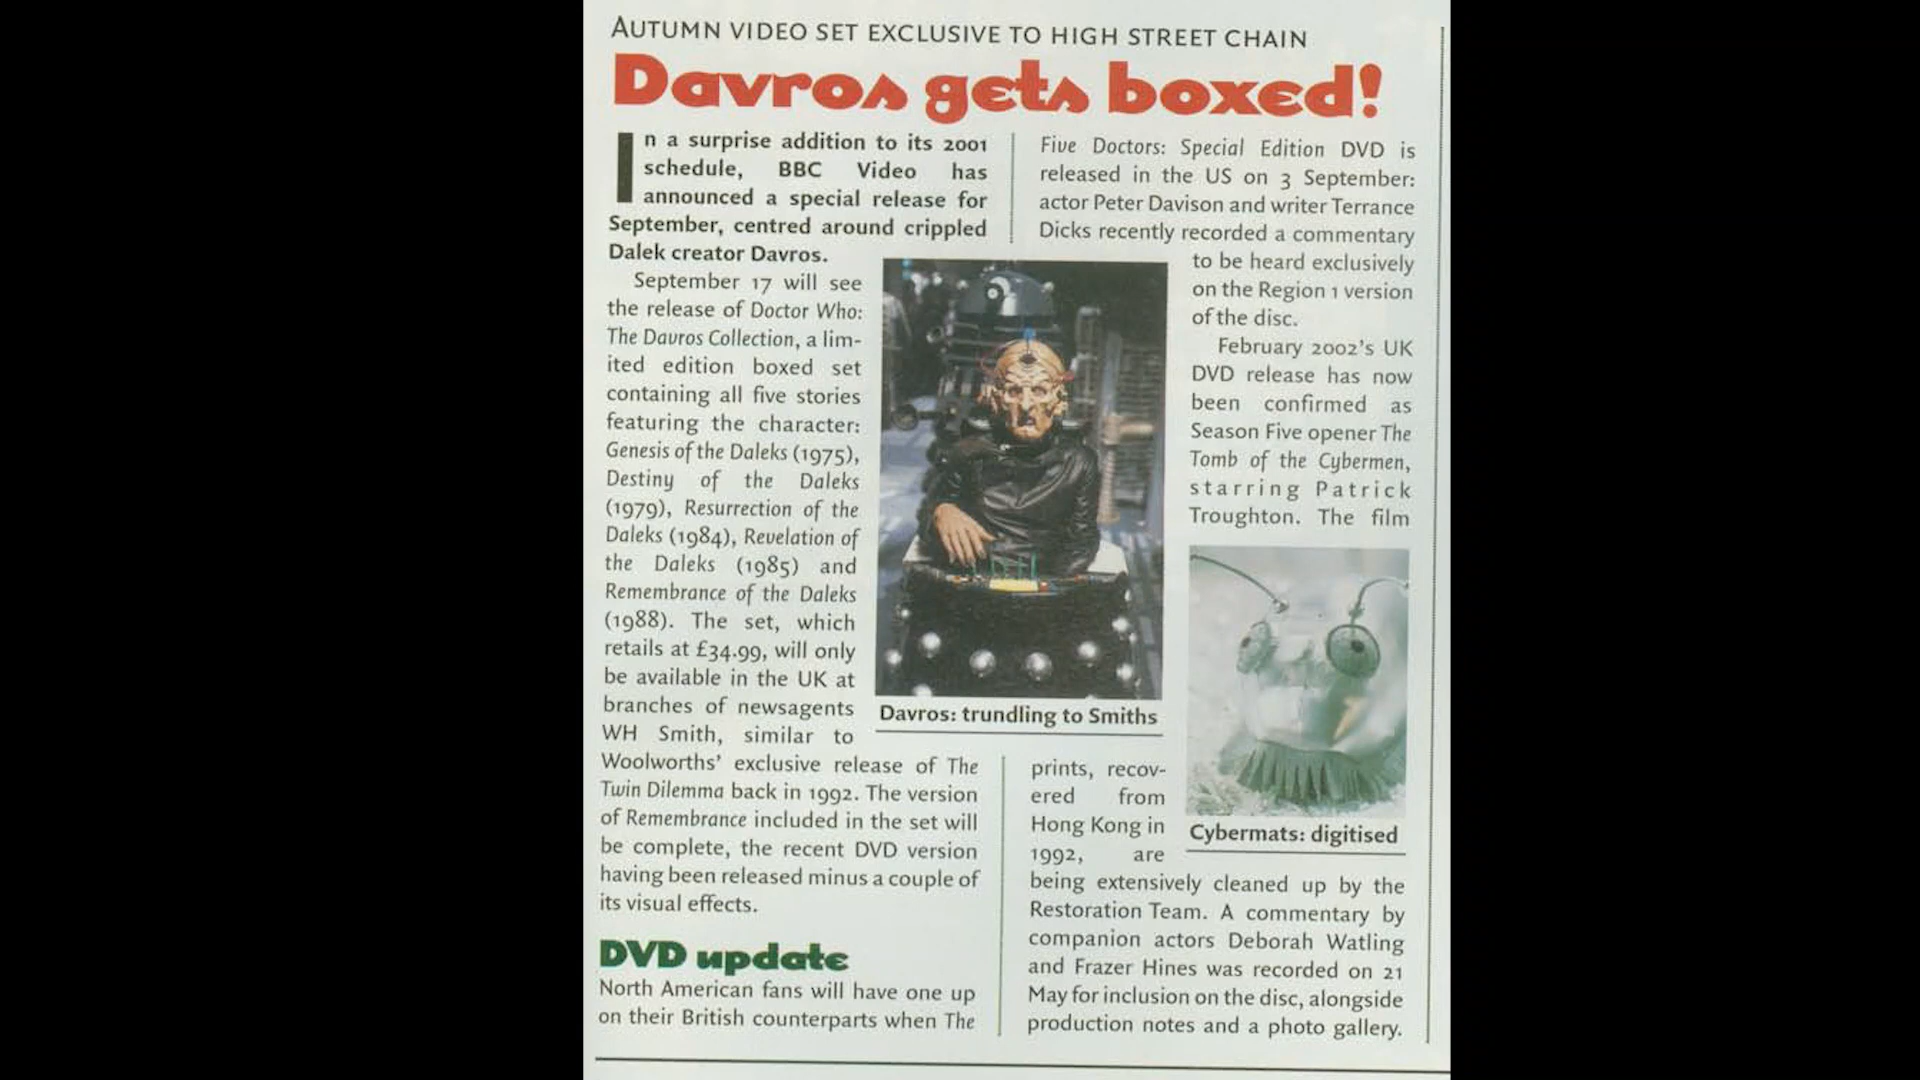 AUTUMN VIDEO SET EXCLUSIVE TO HIGH STREET CHAIN
Davros gets boxed!
In a surprise addition to its 2001
schedule, BBC Video has
announced a special release for
September, centred around crippled
Dalek creator Davros.
September 17 will see
the release of Doctor Who:
The Davros Collection, a lim-
ited edition boxed set
containing all five stories
featuring the character:
Genesis of the Daleks (1975),
Destiny of the Daleks
(1979), Resurrection of the
Daleks (1984), Revelation of
the Daleks (1985) and
Remembrance of the Daleks
(1988). The set, which
retails at £34.99, will only
be available in the UK at
branches of newsagents
WH Smith, similar to
Woolworths' exclusive release of The
Twin Dilemma back in 1992. The version
of Remembrance included in the set will
be complete, the recent DVD version
having been released minus a couple of
its visual effects.
DVD update
North American fans will have one up
on their British counterparts when The
Five Doctors: Special Edition DVD is
released in the US on 3 September:
actor Peter Davison and writer Terrance
Dicks recently recorded a commentary
to be heard exclusively
on the Region 1 version
of the disc.
February 2002's UK
DVD release has now
been confirmed as
Season Five opener The
Tomb of the Cybermen,
starring Patrick
Troughton. The film
prints, recov-
ered from
Hong Kong in
1992, are
being extensively cleaned up by the
Restoration Team. A commentary by
companion actors Deborah Watling
and Frazer Hines was recorded on 21
May for inclusion on the disc, alongside
production notes and a photo gallery.
Davros: trundling to Smiths
Cybermats: digitised